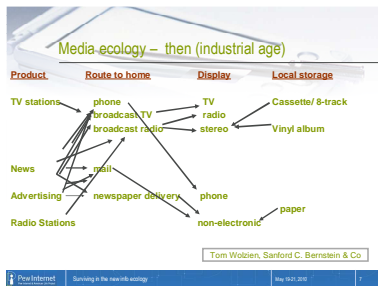 Media ecology – then (industrial age)
Product Route to home Display Local storage
TV stations phone TV Cassette/ 8-track
broadcast TV radio
broadcast radio stereo Vinyl album
News mail
Advertising newspaper delivery phone
paper
Radio Stations non-electronic
Tom Wolzien, Sanford C. Bernstein & Co
Pew Internet Surviving in the new info ecology May 19-21, 2010 7